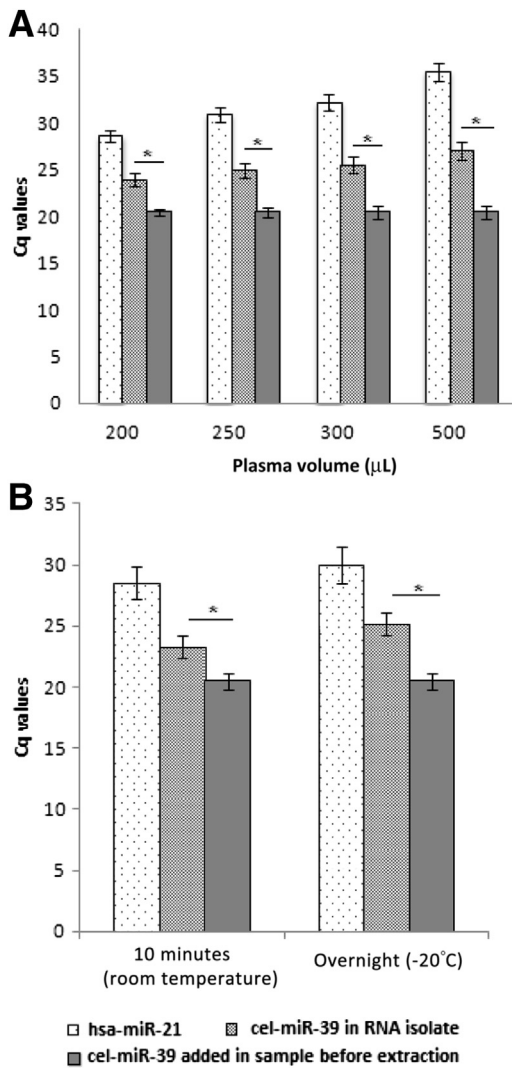 A
40
35
30
25
20
15
10
5
0
Cq values
* * * *
200 250 300 500
Plasma volume (μL)
B
35
30
25
20
15
10
5
0
Cq values
* *
10 minutes
(room temperature)
Overnight (-20°C)
hsa-miR-21 cel-miR-39 in RNA isolate
cel-miR-39 added in sample before extraction